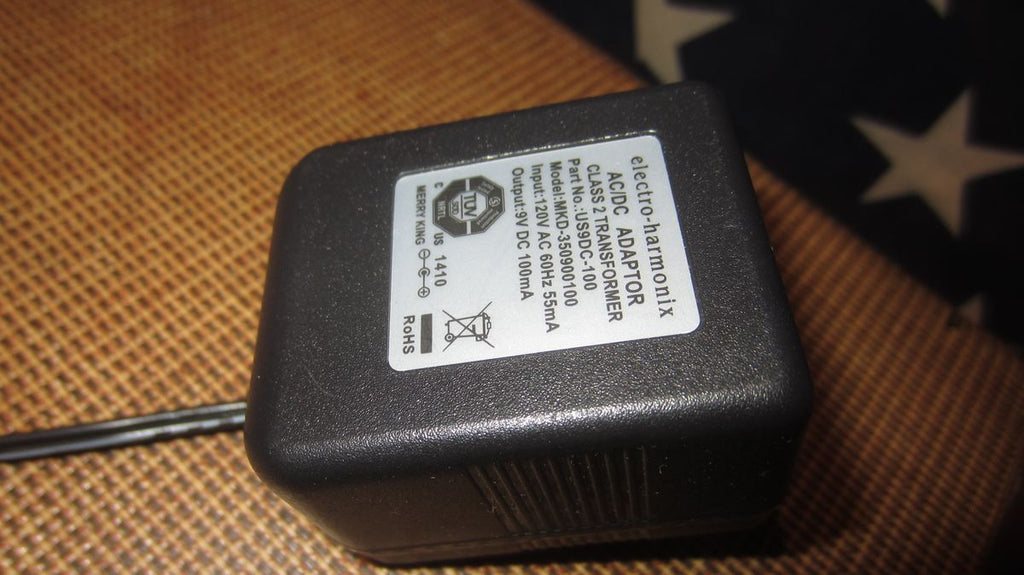 electro-harmonix
AC/DC ADAPTOR
CLASS 2 TRANSFORMER
Part No.:US9DC-100
Model:MKD-350900100
Input:120V AC 60Hz 55mA
Output:9V DC 100mA
TUV
c US 1410
MERRY KING
RoHS